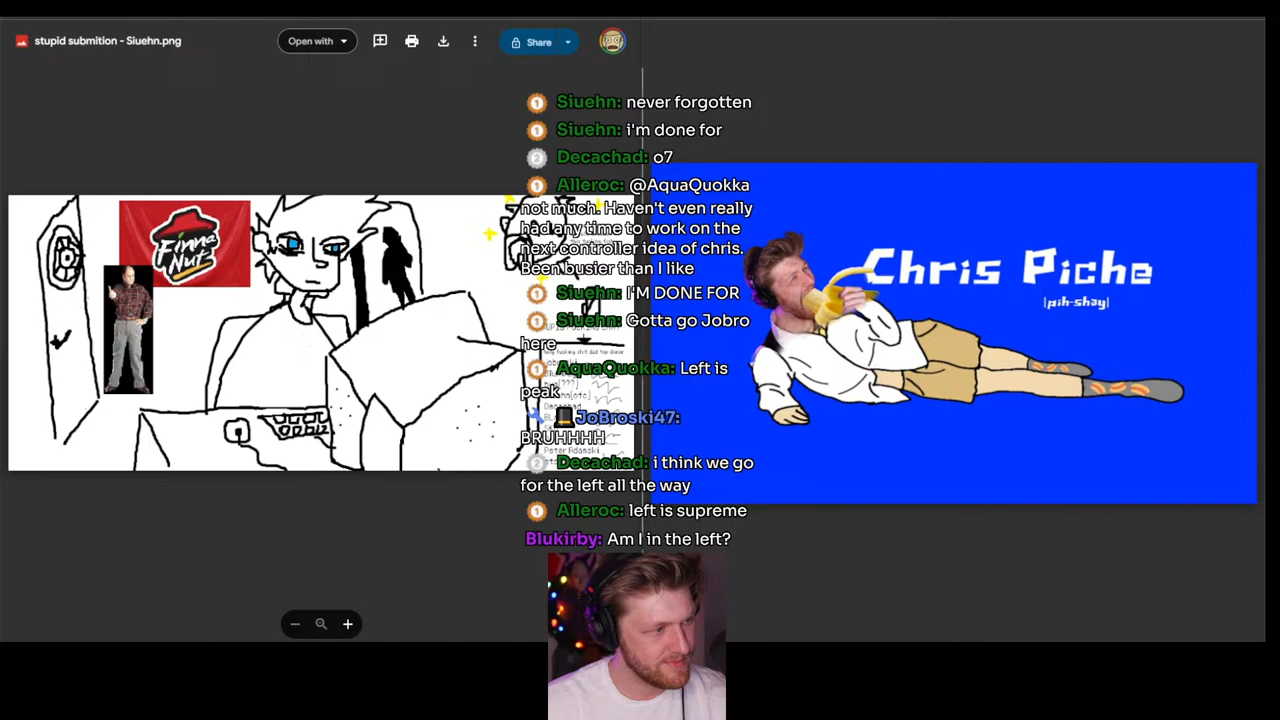 stupid submition - Siuehn.png
Open with
Share
Siuehn: never forgotten
Siuehn: i'm done for
Decachad: o7
Alleroc: @AquaQuokka
not much. Haven't even really
had any time to work on the
next controller idea of chris.
Been busier than I like
Siuehn: I'M DONE FOR
Siuehn: Gotta go Jobro
here
AquaQuokka: Left is
peak
JoBroski47:
BRUHHHH
Decachad: i think we go
for the left all the way
Alleroc: left is supreme
Blukirby: Am I in the left?
Finna
Nut
Decachad
Peter Adamski
Chris Piche
|pih-shay|